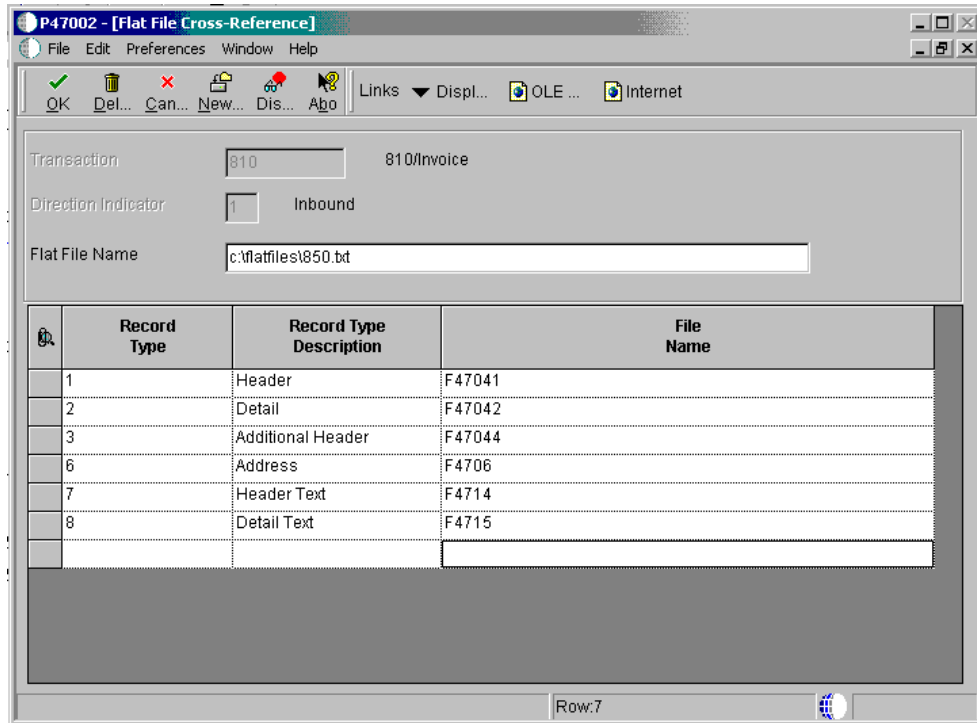 P47002 - [Flat File Cross-Reference]
File Edit Preferences Window Help
OK Del... Can... New... Dis... Abo Links Displ... OLE ... Internet
Transaction 810 810/Invoice
Direction Indicator 1 Inbound
Flat File Name c:\flatfiles\850.txt
Record Type Record Type Description File Name
1 Header F47041
2 Detail F47042
3 Additional Header F47044
6 Address F4706
7 Header Text F4714
8 Detail Text F4715
Row:7